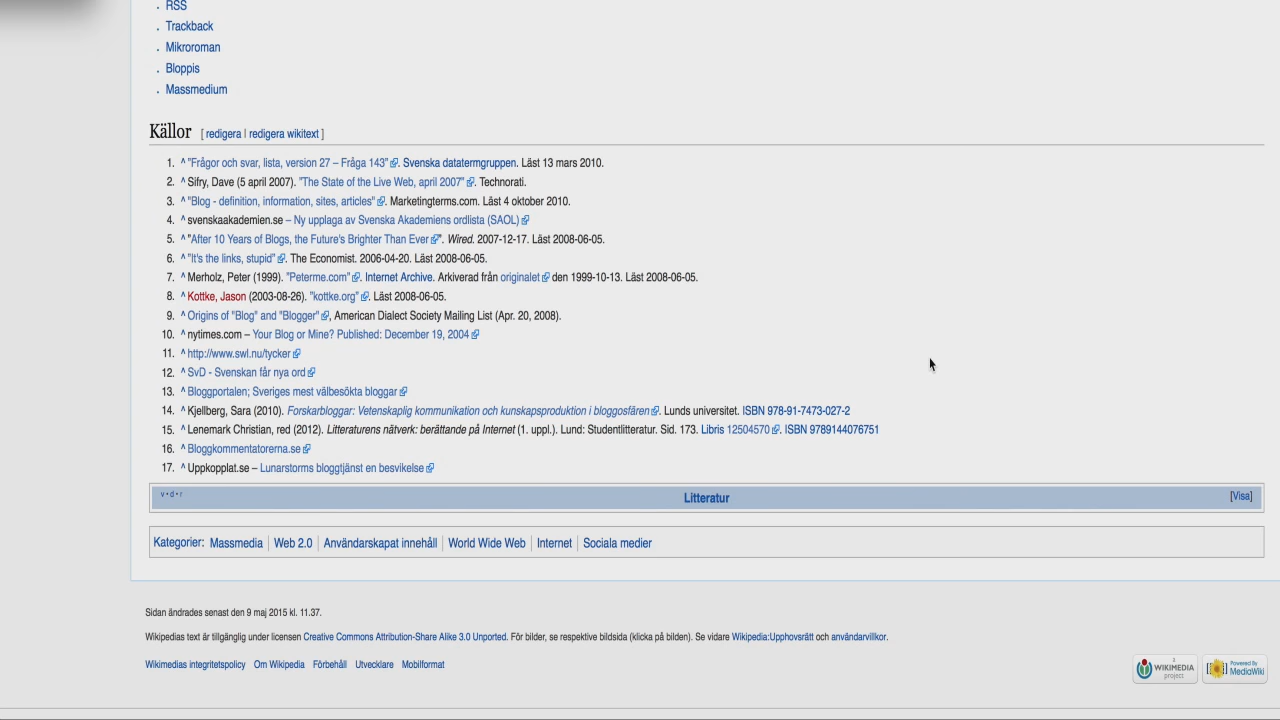 RSS
Trackback
Mikroroman
Bloppis
Massmedium
Källor [ redigera | redigera wikitext ]
1. ^ "Frågor och svar, lista, version 27 – Fråga 143". Svenska datatermgruppen. Läst 13 mars 2010.
2. ^ Sifry, Dave (5 april 2007). "The State of the Live Web, april 2007". Technorati.
3. ^ "Blog - definition, information, sites, articles". Marketingterms.com. Läst 4 oktober 2010.
4. ^ svenskaakademien.se – Ny upplaga av Svenska Akademiens ordlista (SAOL)
5. ^ "After 10 Years of Blogs, the Future's Brighter Than Ever". Wired. 2007-12-17. Läst 2008-06-05.
6. ^ "It's the links, stupid". The Economist. 2006-04-20. Läst 2008-06-05.
7. ^ Merholz, Peter (1999). "Peterme.com". Internet Archive. Arkiverad från originalet den 1999-10-13. Läst 2008-06-05.
8. ^ Kottke, Jason (2003-08-26). "kottke.org". Läst 2008-06-05.
9. ^ Origins of "Blog" and "Blogger", American Dialect Society Mailing List (Apr. 20, 2008).
10. ^ nytimes.com – Your Blog or Mine? Published: December 19, 2004
11. ^ http://www.swl.nu/tycker
12. ^ SvD - Svenskan får nya ord
13. ^ Bloggportalen; Sveriges mest välbesökta bloggar
14. ^ Kjellberg, Sara (2010). Forskarbloggar: Vetenskaplig kommunikation och kunskapsproduktion i bloggosfären. Lunds universitet. ISBN 978-91-7473-027-2
15. ^ Lenemark Christian, red (2012). Litteraturens nätverk: berättande på Internet (1. uppl.). Lund: Studentlitteratur. Sid. 173. Libris 12504570. ISBN 9789144076751
16. ^ Bloggkommentatorerna.se
17. ^ Uppkopplat.se – Lunarstorms bloggtjänst en besvikelse
v • d • r Litteratur [Visa]
Kategorier: Massmedia | Web 2.0 | Användarskapat innehåll | World Wide Web | Internet | Sociala medier
Sidan ändrades senast den 9 maj 2015 kl. 11.37.
Wikipedias text är tillgänglig under licensen Creative Commons Attribution-Share Alike 3.0 Unported. För bilder, se respektive bildsida (klicka på bilden). Se vidare Wikipedia:Upphovsrätt och användarvillkor.
Wikimedias integritetspolicy Om Wikipedia Förbehåll Utvecklare Mobilformat
A WIKIMEDIA project
Powered By MediaWiki